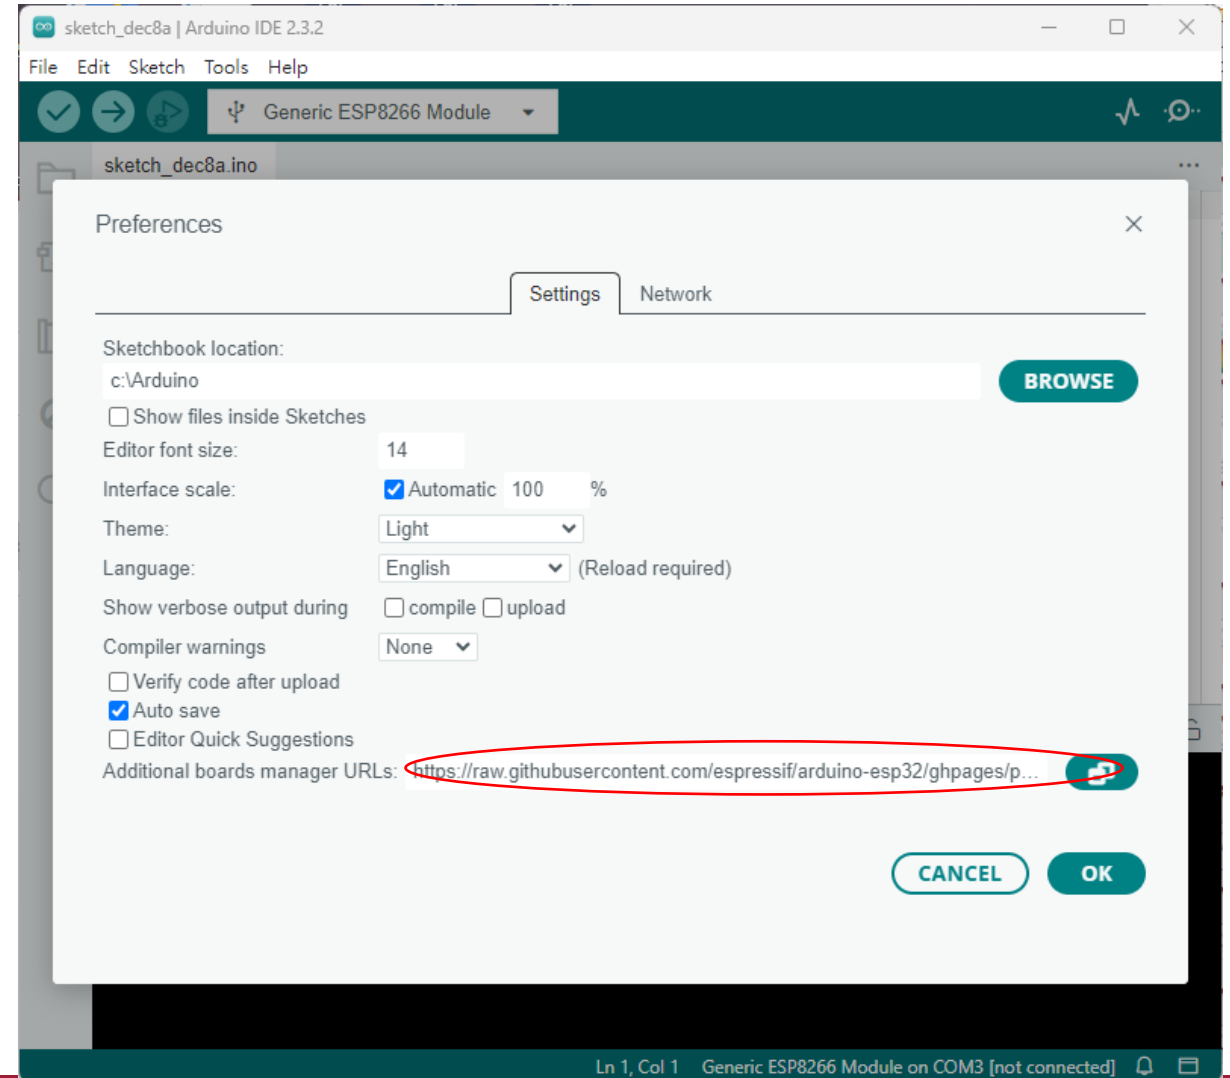 sketch_dec8a | Arduino IDE 2.3.2
File Edit Sketch Tools Help
Generic ESP8266 Module
sketch_dec8a.ino
Preferences
Settings Network
Sketchbook location:
c:\Arduino BROWSE
Show files inside Sketches
Editor font size: 14
Interface scale: Automatic 100 %
Theme: Light
Language: English (Reload required)
Show verbose output during compile upload
Compiler warnings None
Verify code after upload
Auto save
Editor Quick Suggestions
Additional boards manager URLs: https://raw.githubusercontent.com/espressif/arduino-esp32/ghpages/p...
CANCEL OK
Ln 1, Col 1 Generic ESP8266 Module on COM3 [not connected]